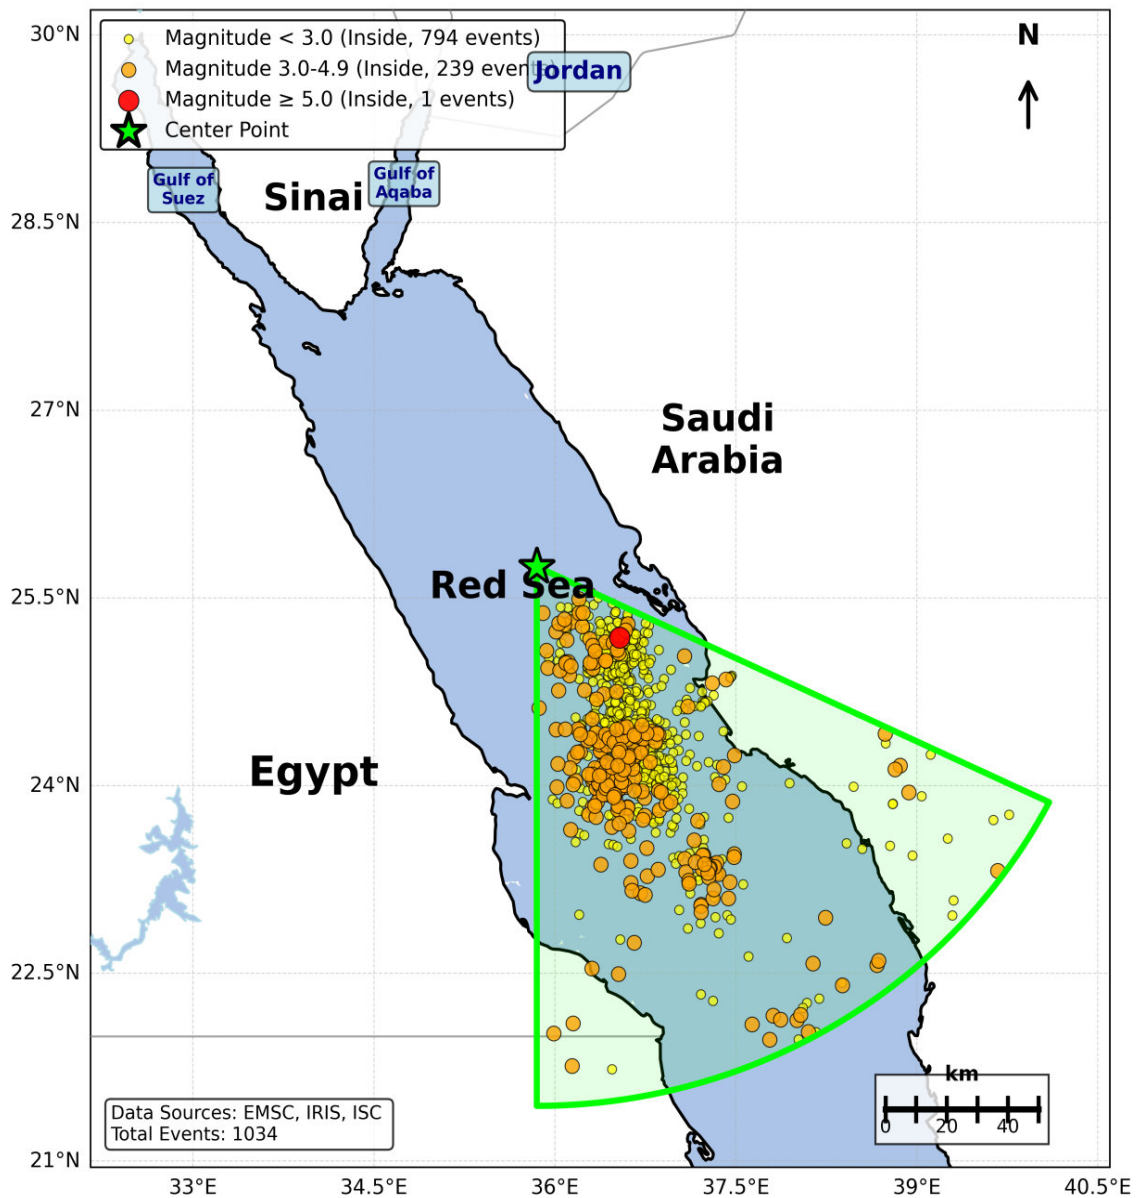 30°N
28.5°N
27°N
25.5°N
24°N
22.5°N
21°N
Magnitude < 3.0 (Inside, 794 events)
Magnitude 3.0-4.9 (Inside, 239 events)
Magnitude ≥ 5.0 (Inside, 1 events)
Center Point
Jordan
N
Gulf of
Suez
Sinai
Gulf of
Aqaba
Saudi
Arabia
Red Sea
Egypt
km
0 20 40
Data Sources: EMSC, IRIS, ISC
Total Events: 1034
33°E 34.5°E 36°E 37.5°E 39°E 40.5°E